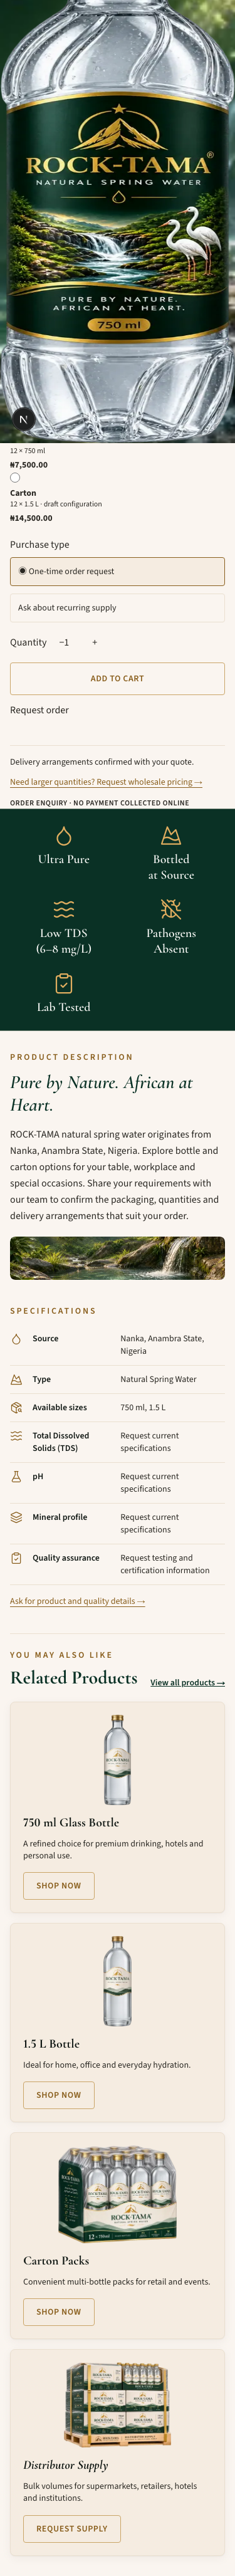 ROCK-TAMA®
NATURAL SPRING WATER
PURE BY NATURE.
AFRICAN AT HEART.
750 ml
N
12 × 750 ml
₦7,500.00
Carton
12 × 1.5 L · draft configuration
₦14,500.00
Purchase type
One-time order request
Ask about recurring supply
Quantity −1 +
ADD TO CART
Request order
Delivery arrangements confirmed with your quote.
Need larger quantities? Request wholesale pricing →
ORDER ENQUIRY · NO PAYMENT COLLECTED ONLINE
Ultra Pure
Bottled
at Source
Low TDS
(6–8 mg/L)
Pathogens
Absent
Lab Tested
PRODUCT DESCRIPTION
Pure by Nature. African at
Heart.
ROCK-TAMA natural spring water originates from
Nanka, Anambra State, Nigeria. Explore bottle and
carton options for your table, workplace and
special occasions. Share your requirements with
our team to confirm the packaging, quantities and
delivery arrangements that suit your order.
SPECIFICATIONS
Source Nanka, Anambra State,
Nigeria
Type Natural Spring Water
Available sizes 750 ml, 1.5 L
Total Dissolved Request current
Solids (TDS) specifications
pH Request current
specifications
Mineral profile Request current
specifications
Quality assurance Request testing and
certification information
Ask for product and quality details →
YOU MAY ALSO LIKE
Related Products View all products →
750 ml Glass Bottle
A refined choice for premium drinking, hotels and
personal use.
SHOP NOW
1.5 L Bottle
Ideal for home, office and everyday hydration.
SHOP NOW
ROCK-TAMA
Carton Packs
Convenient multi-bottle packs for retail and events.
SHOP NOW
Distributor Supply
Bulk volumes for supermarkets, retailers, hotels
and institutions.
REQUEST SUPPLY